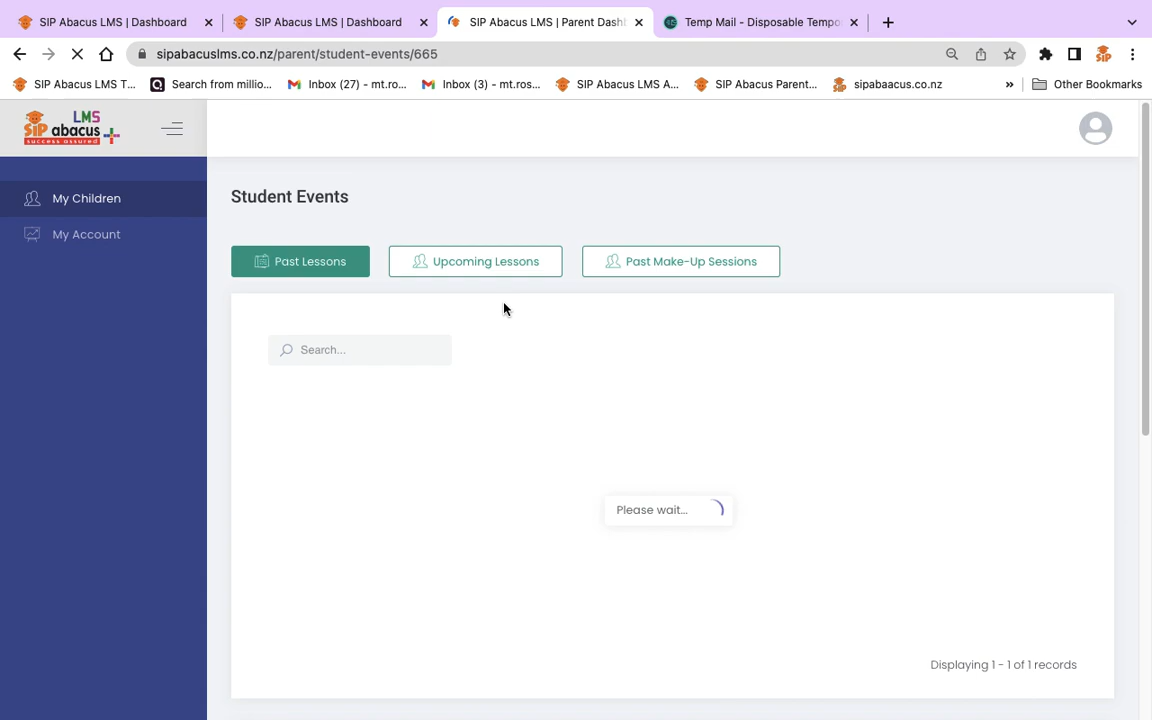 SIP Abacus LMS | Dashboard
SIP Abacus LMS | Dashboard
SIP Abacus LMS | Parent Dash
Temp Mail - Disposable Tempo
sipabacuslms.co.nz/parent/student-events/665
SIP Abacus LMS T...
Search from millio...
Inbox (27) - mt.ro...
Inbox (3) - mt.ros...
SIP Abacus LMS A...
SIP Abacus Parent...
sipabaacus.co.nz
»
Other Bookmarks
LMS
SIP abacus
success assured
My Children
My Account
Student Events
Past Lessons
Upcoming Lessons
Past Make-Up Sessions
Search...
Please wait...
Displaying 1 - 1 of 1 records